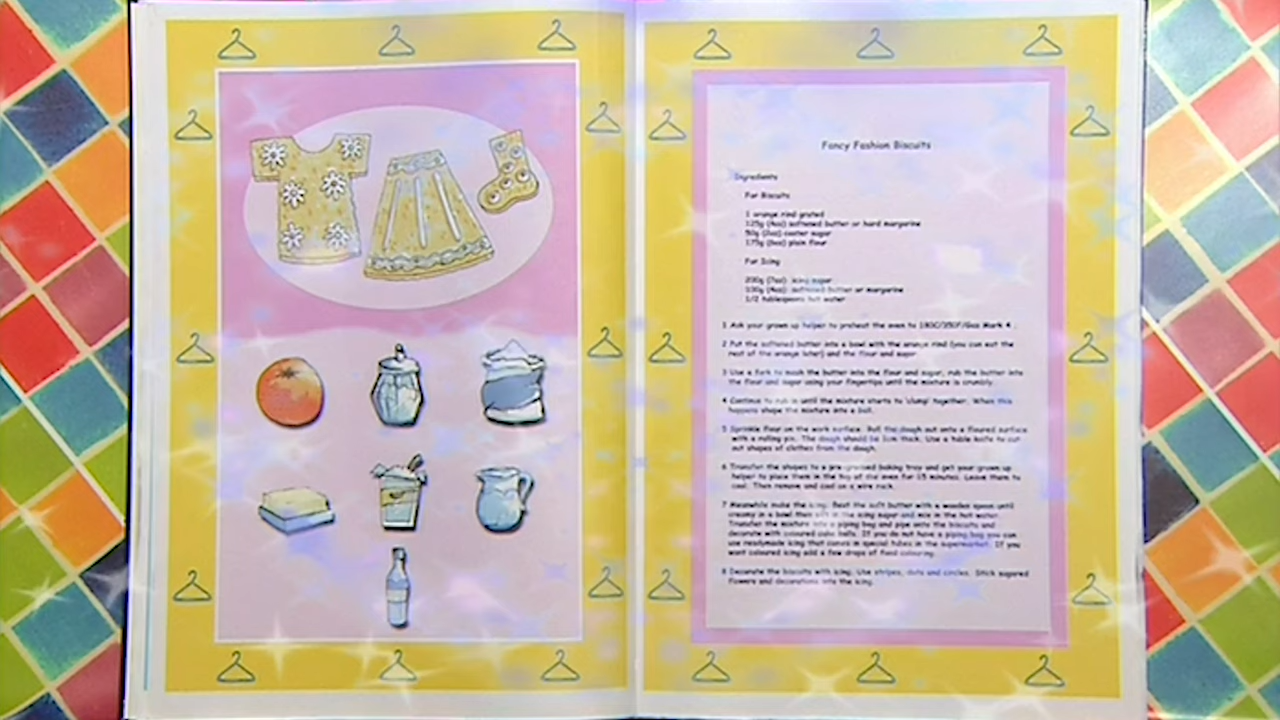 Fancy Fashion Biscuits
Ingredients
For Biscuits
1 orange rind grated
125g (4oz) softened butter or hard margarine
50g (2oz) caster sugar
175g (6oz) plain flour
For Icing
200g (7oz) icing sugar
100g (4oz) softened butter or margarine
1/2 tablespoons hot water
1 Ask your grown up helper to preheat the oven to 180C/350F/Gas Mark 4
2 Put the softened butter into a bowl with the orange rind (you can eat the
rest of the orange later) and the flour and sugar
3 Use a fork to mash the butter into the flour and sugar, rub the butter into
the flour and sugar using your fingertips until the mixture is crumbly.
4 Continue to rub in until the mixture starts to 'clump' together. When this
happens shape the mixture into a ball.
5 Sprinkle flour on the work surface. Roll the dough out onto a floured surface
with a rolling pin. The dough should be 1cm thick. Use a table knife to cut
out shapes of clothes from the dough.
6 Transfer the shapes to a pre-greased baking tray and get your grown up
helper to place them in the top of the oven for 15 minutes. Leave them to
cool. Then remove and cool on a wire rack.
7 Meanwhile make the icing. Beat the soft butter with a wooden spoon until
creamy in a bowl then sift in the icing sugar and mix in the hot water.
Transfer the mixture into a piping bag and pipe onto the biscuits and
decorate with coloured cake balls. If you do not have a piping bag you can
use readymade icing that comes in special tubes in the supermarket. If you
want coloured icing add a few drops of food colouring.
8 Decorate the biscuits with icing. Use stripes, dots and circles. Stick sugared
flowers and decorations into the icing.